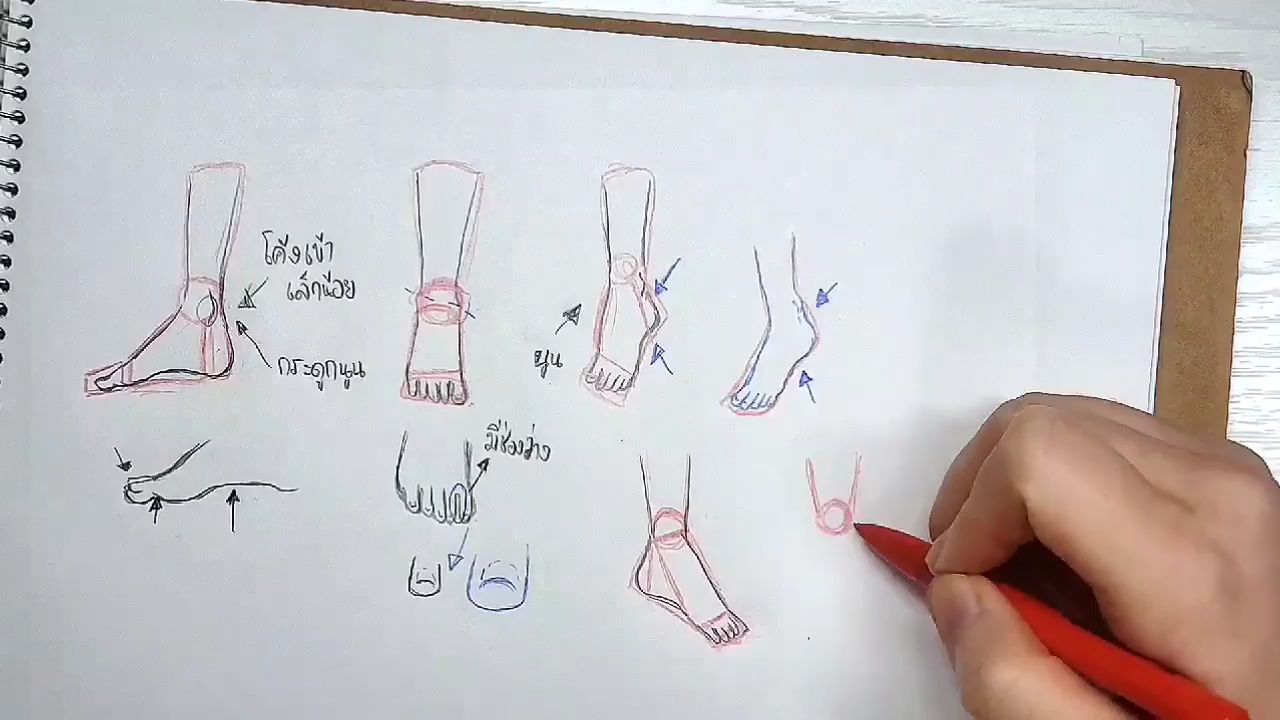 โค้งเข้า
เล็กน้อย
กระดูกนูน
นูน
มีช่องว่าง